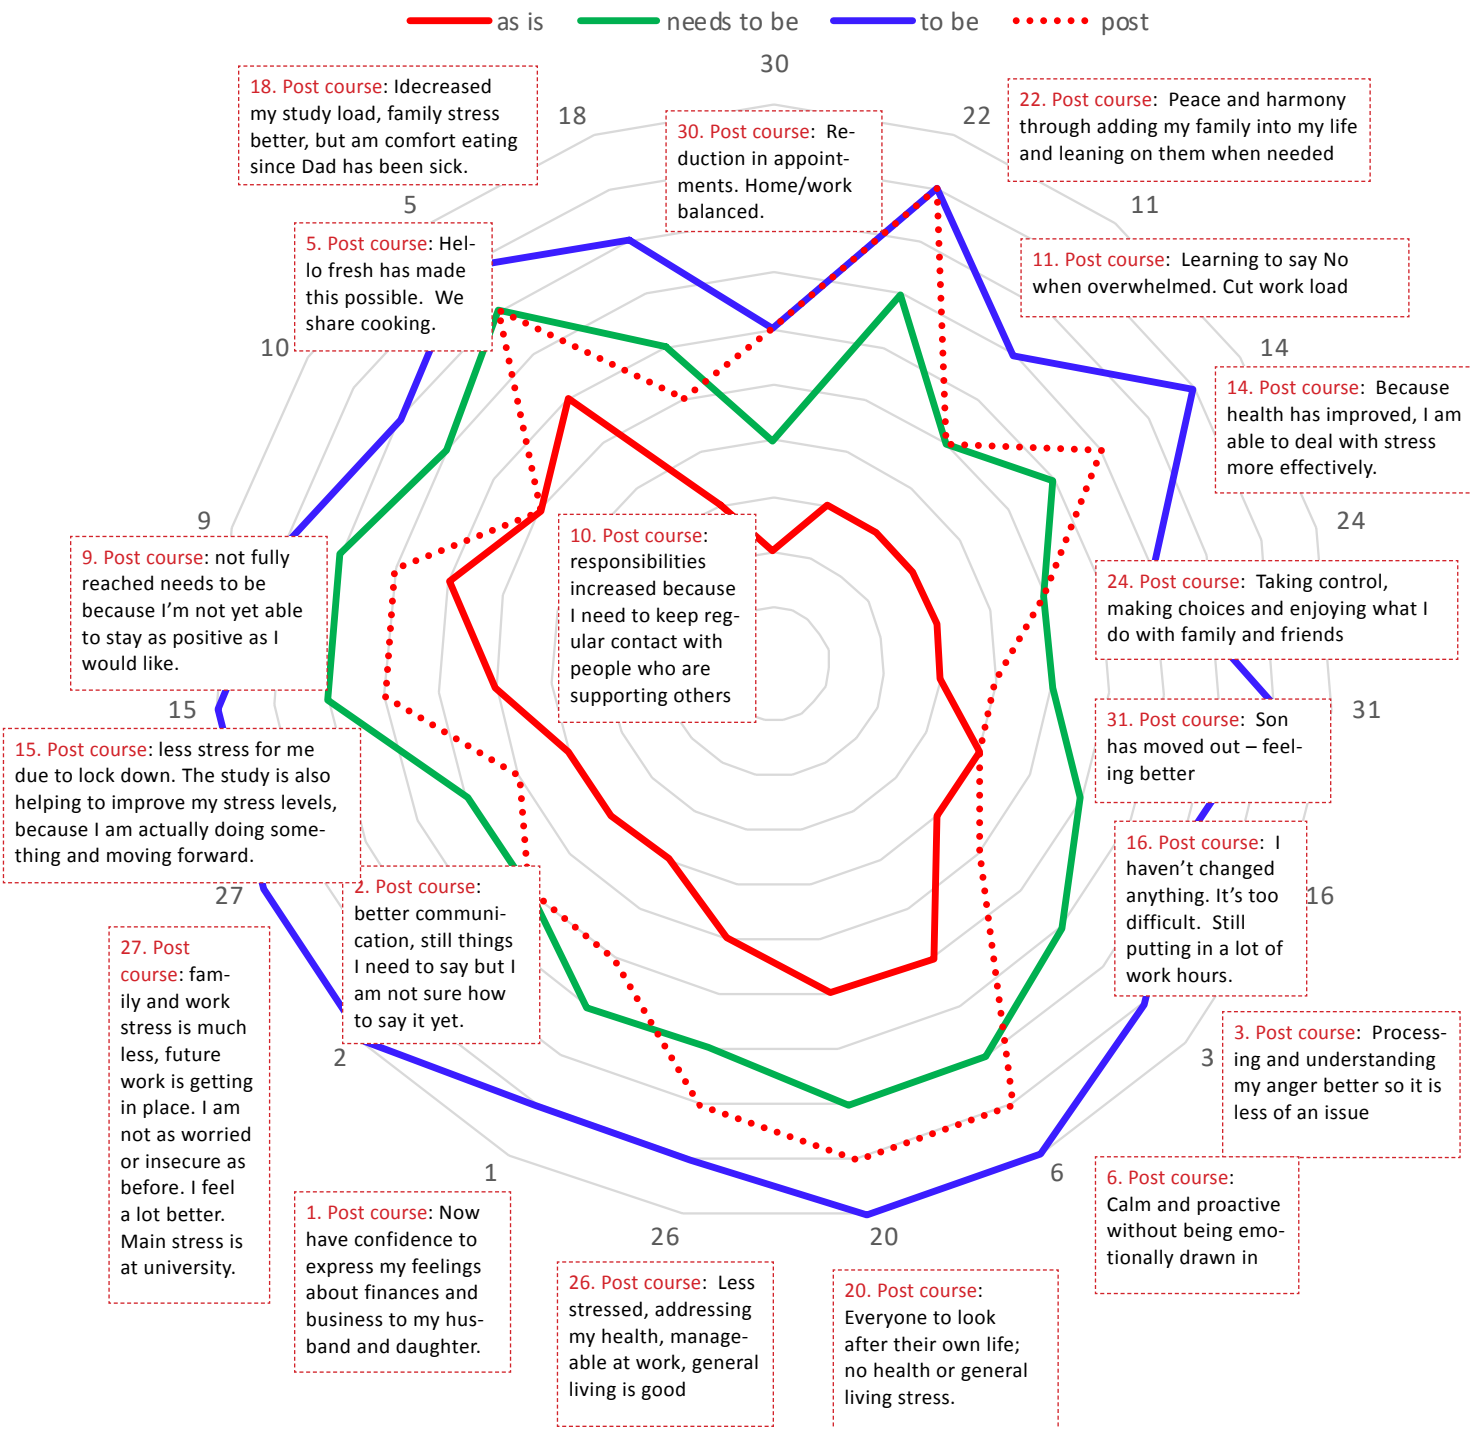 as is
needs to be
to be
post
30
18
22
5
11
10
14
9
24
15
31
27
16
2
3
1
6
26
20
18. Post course: Idecreased
my study load, family stress
better, but am comfort eating
since Dad has been sick.
30. Post course:  Re-
duction in appoint-
ments. Home/work
balanced.
22. Post course:  Peace and harmony
through adding my family into my life
and leaning on them when needed
5. Post course: Hel-
lo fresh has made
this possible.  We
share cooking.
11. Post course:  Learning to say No
when overwhelmed. Cut work load
14. Post course:  Because
health has improved, I am
able to deal with stress
more effectively.
10. Post course:
responsibilities
increased because
I need to keep reg-
ular contact with
people who are
supporting others
9. Post course: not fully
reached needs to be
because I’m not yet able
to stay as positive as I
would like.
24. Post course:  Taking control,
making choices and enjoying what I
do with family and friends
15. Post course: less stress for me
due to lock down. The study is also
helping to improve my stress levels,
because I am actually doing some-
thing and moving forward.
31. Post course:  Son
has moved out – feel-
ing better
16. Post course:  I
haven’t changed
anything. It’s too
difficult.  Still
putting in a lot of
work hours.
2. Post course:
better communi-
cation, still things
I need to say but I
am not sure how
to say it yet.
27. Post
course: fam-
ily and work
stress is much
less, future
work is getting
in place. I am
not as worried
or insecure as
before. I feel
a lot better.
Main stress is
at university.
3. Post course:  Process-
ing and understanding
my anger better so it is
less of an issue
6. Post course:
Calm and proactive
without being emo-
tionally drawn in
1. Post course: Now
have confidence to
express my feelings
about finances and
business to my hus-
band and daughter.
26. Post course:  Less
stressed, addressing
my health, manage-
able at work, general
living is good
20. Post course:
Everyone to look
after their own life;
no health or general
living stress.